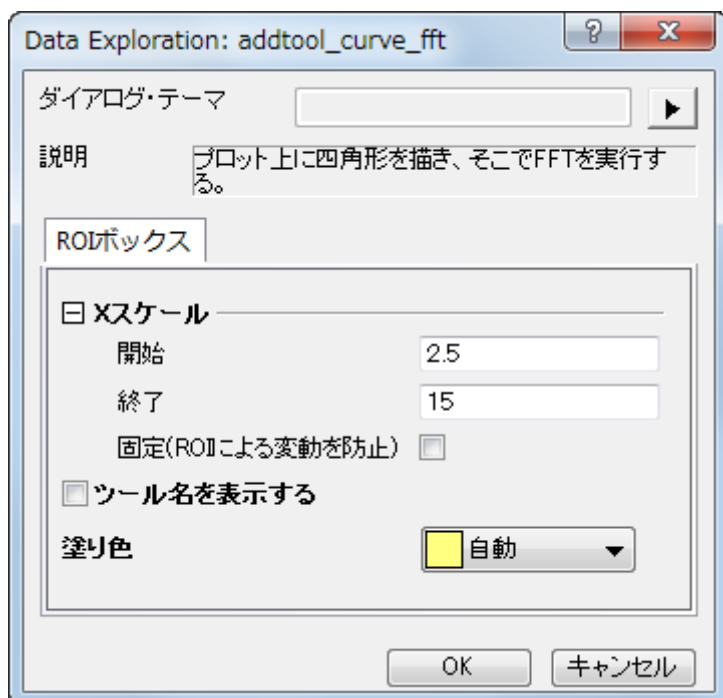 Data Exploration: addtool_curve_fft
ダイアログ・テーマ
説明
プロット上に四角形を描き、そこでFFTを実行す
る。
ROIボックス
Xスケール
開始 2.5
終了 15
固定(ROIによる変動を防止)
ツール名を表示する
塗り色 自動
OK キャンセル